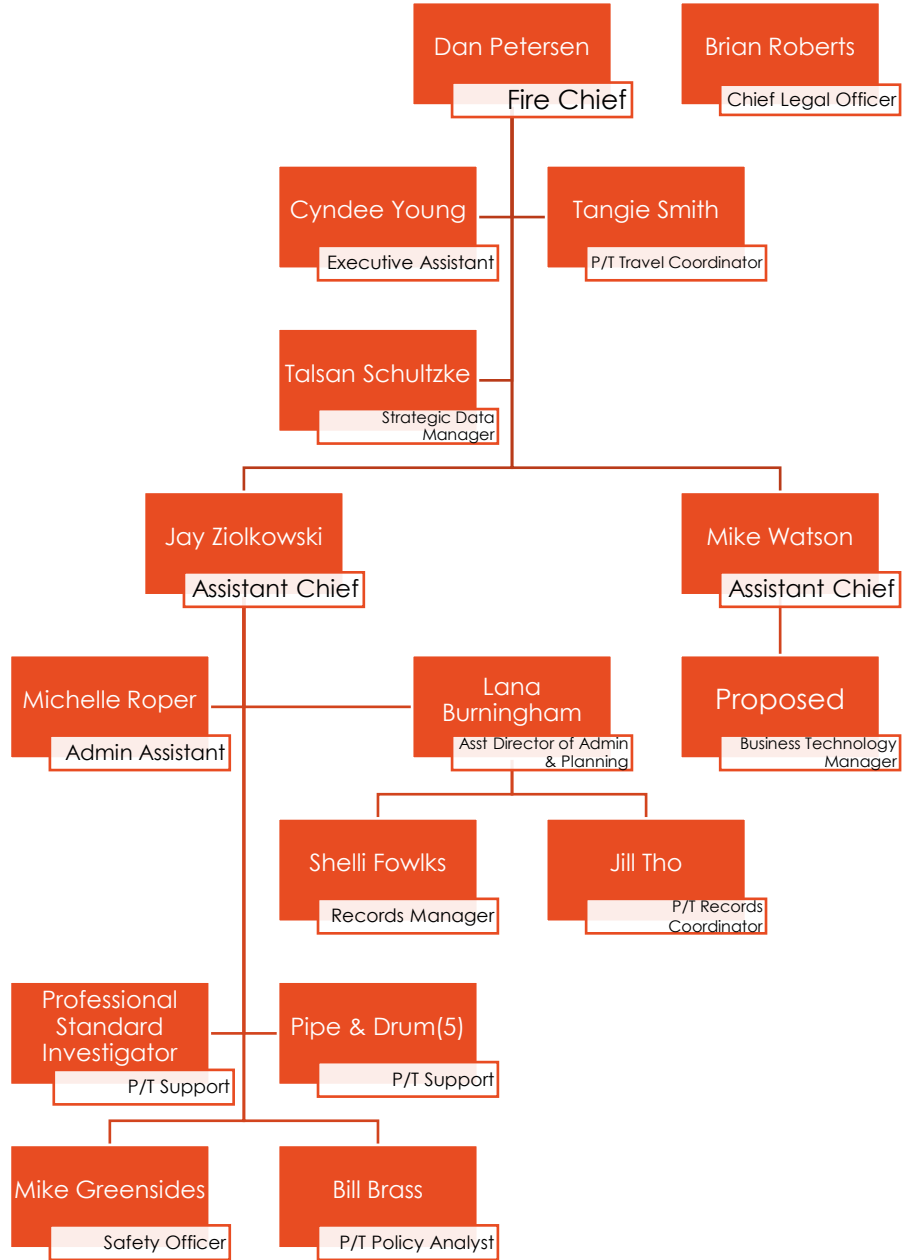 Dan Petersen
Fire Chief
Brian Roberts
Chief Legal Officer
Cyndee Young
Executive Assistant
Tangie Smith
P/T Travel Coordinator
Talsan Schultzke
Strategic Data
Manager
Jay Ziolkowski
Assistant Chief
Mike Watson
Assistant Chief
Michelle Roper
Admin Assistant
Lana
Burningham
Asst Director of Admin
& Planning
Proposed
Business Technology
Manager
Shelli Fowlks
Records Manager
Jill Tho
P/T Records
Coordinator
Professional
Standard
Investigator
P/T Support
Pipe & Drum(5)
P/T Support
Mike Greensides
Safety Officer
Bill Brass
P/T Policy Analyst